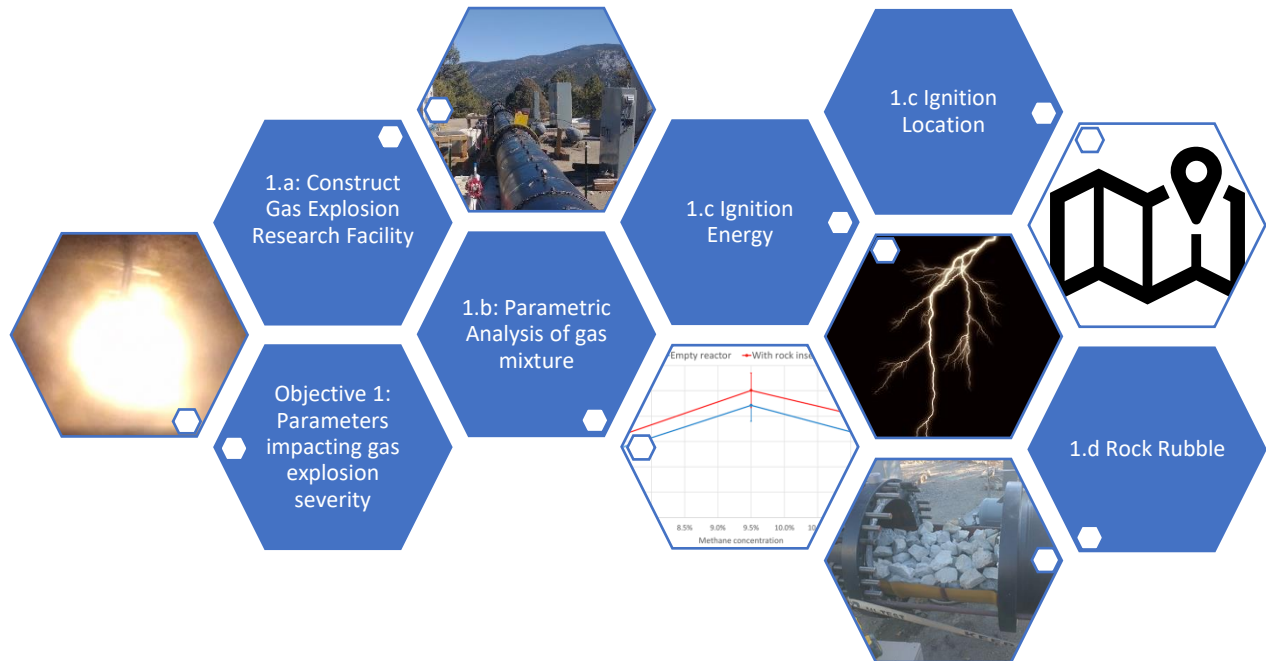 1.c Ignition
Location
1.a: Construct
Gas Explosion
Research Facility
1.c Ignition
Energy
1.b: Parametric
Analysis of gas
mixture
Empty reactor With rock
8.5% 9.0% 9.5% 10.0%
Methane concentration
Objective 1:
Parameters
impacting gas
explosion
severity
1.d Rock Rubble